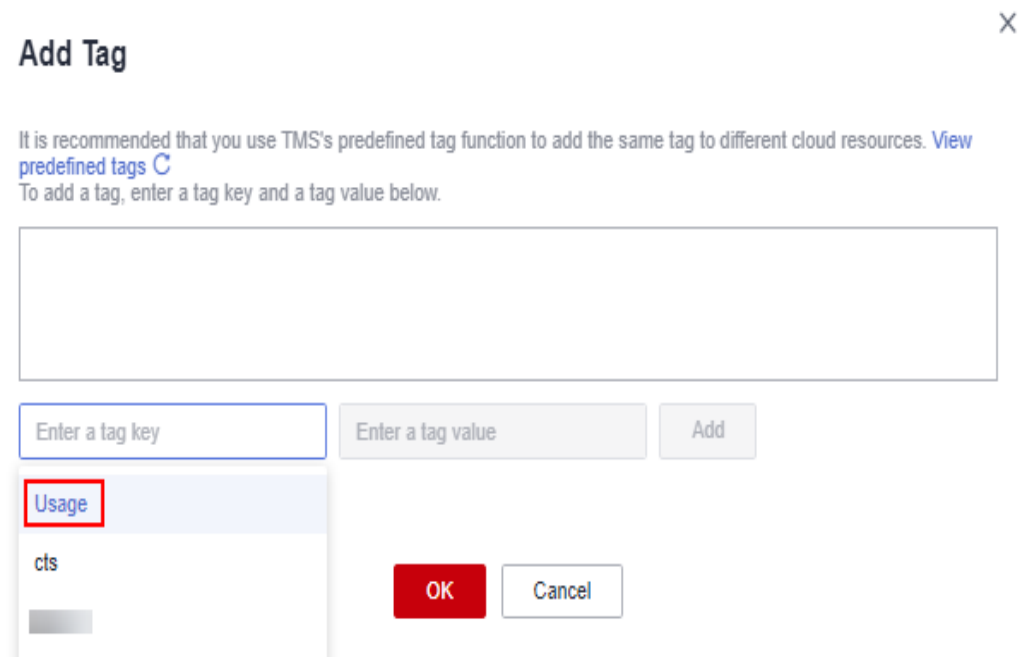 Add Tag
It is recommended that you use TMS's predefined tag function to add the same tag to different cloud resources. View
predefined tags
To add a tag, enter a tag key and a tag value below.
Enter a tag key
Enter a tag value
Add
Usage
cts
OK
Cancel